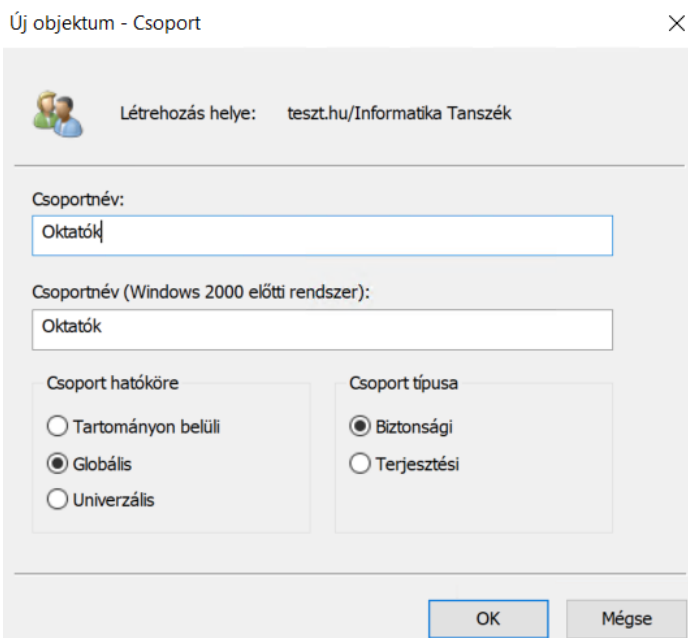 Új objektum - Csoport
Létrehozás helye: teszt.hu/Informatika Tanszék
Csoportnév:
Oktatók
Csoportnév (Windows 2000 előtti rendszer):
Oktatók
Csoport hatóköre
Tartományon belüli
Globális
Univerzális
Csoport típusa
Biztonsági
Terjesztési
OK Mégse